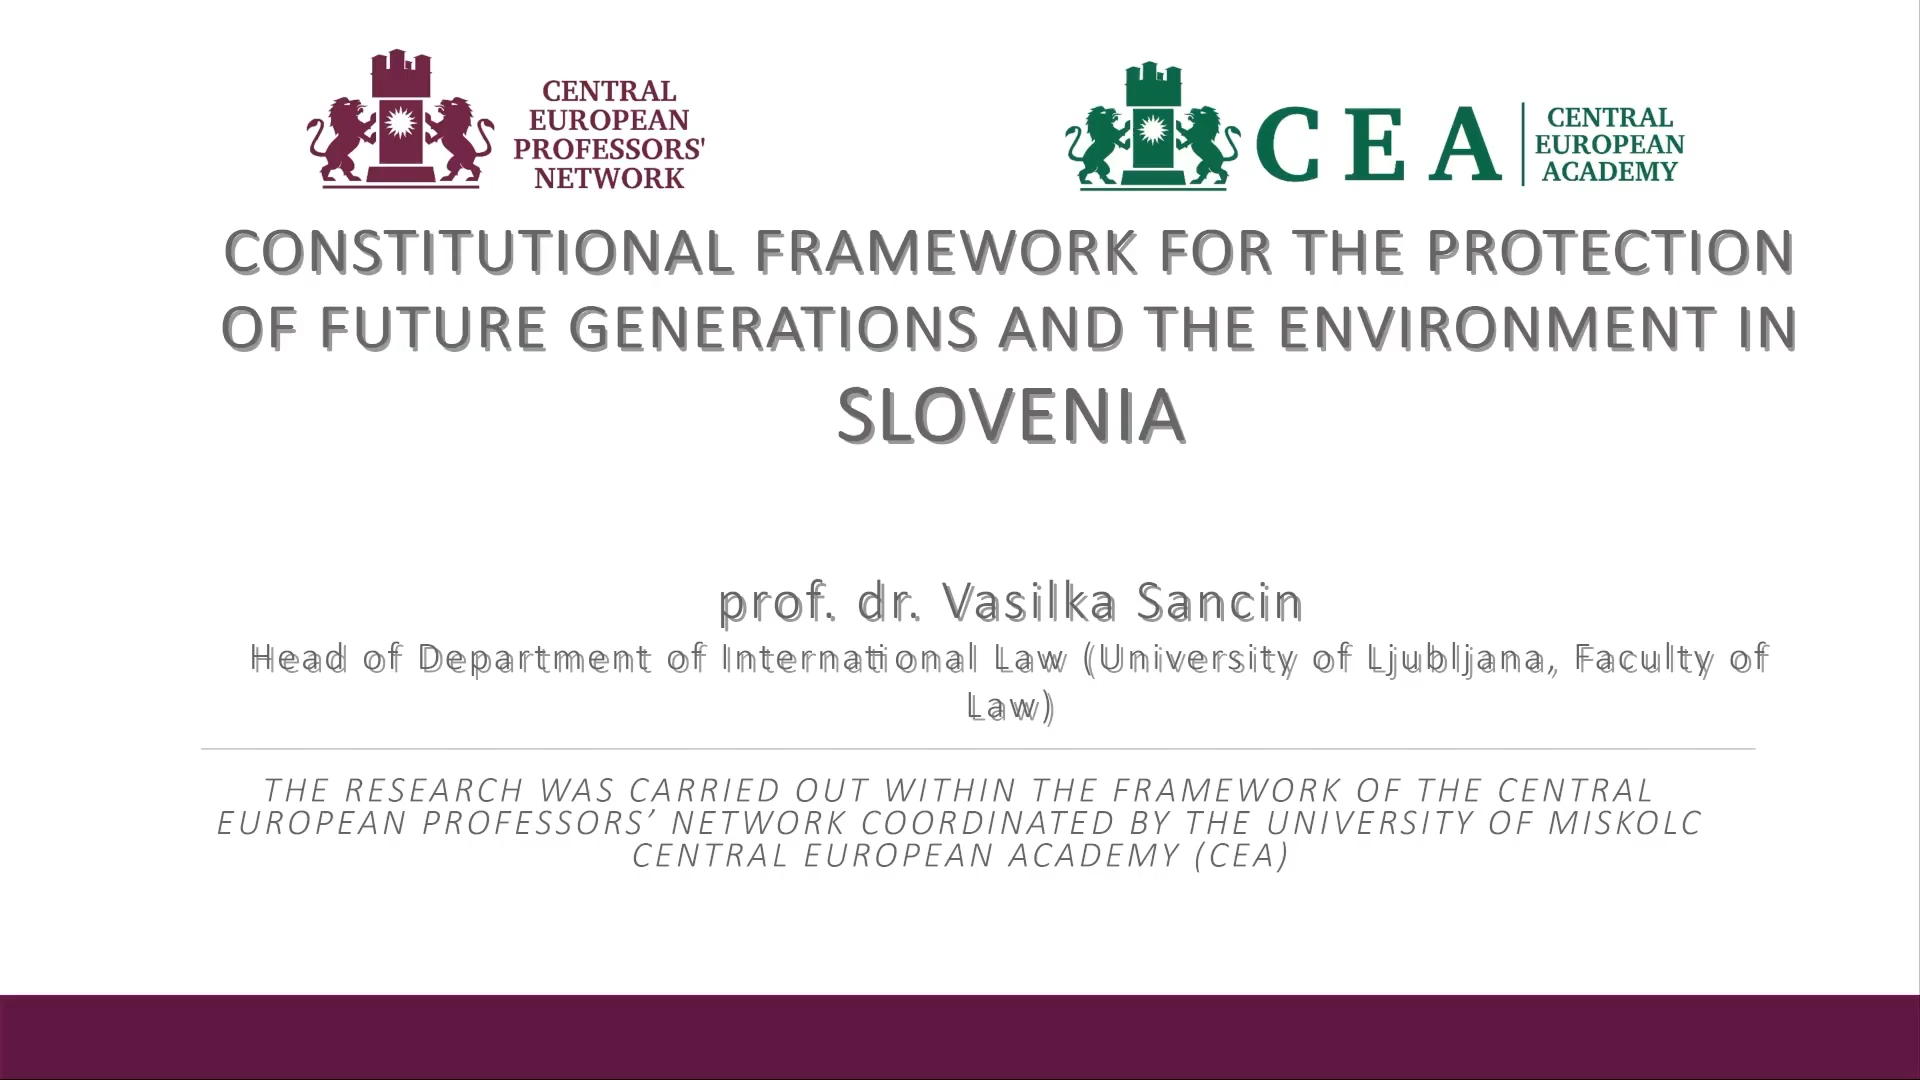 CENTRAL
EUROPEAN
PROFESSORS'
NETWORK
CEA
CENTRAL
EUROPEAN
ACADEMY
CONSTITUTIONAL FRAMEWORK FOR THE PROTECTION
OF FUTURE GENERATIONS AND THE ENVIRONMENT IN
SLOVENIA
prof. dr. Vasilka Sancin
Head of Department of International Law (University of Ljubljana, Faculty of
Law)
THE RESEARCH WAS CARRIED OUT WITHIN THE FRAMEWORK OF THE CENTRAL
EUROPEAN PROFESSORS’ NETWORK COORDINATED BY THE UNIVERSITY OF MISKOLC
CENTRAL EUROPEAN ACADEMY (CEA)